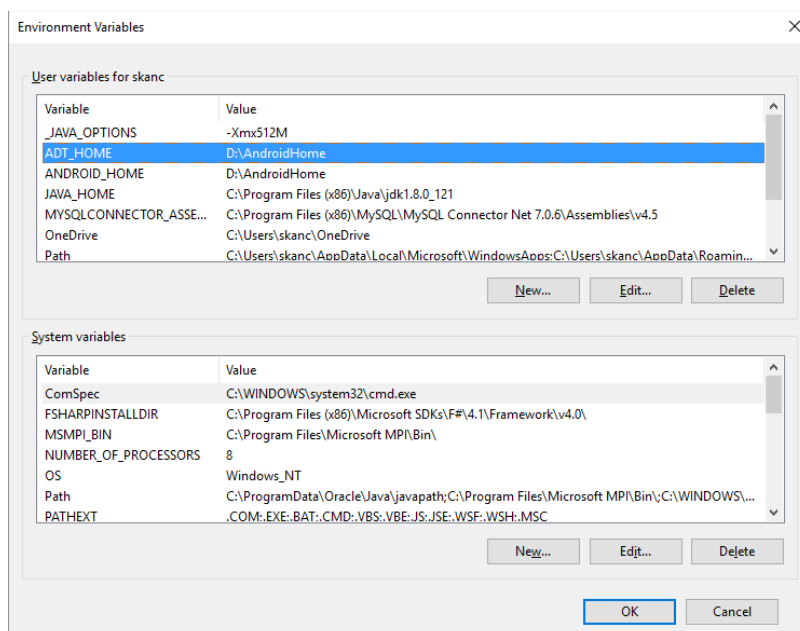 Environment Variables
User variables for skanc
Variable Value
_JAVA_OPTIONS -Xmx512M
ADT_HOME D:\AndroidHome
ANDROID_HOME D:\AndroidHome
JAVA_HOME C:\Program Files (x86)\Java\jdk1.8.0_121
MYSQLCONNECTOR_ASSE... C:\Program Files (x86)\MySQL\MySQL Connector Net 7.0.6\Assemblies\v4.5
OneDrive C:\Users\skanc\OneDrive
Path C:\Users\skanc\AppData\Local\Microsoft\WindowsApps;C:\Users\skanc\AppData\Roamin...
New... Edit... Delete
System variables
Variable Value
ComSpec C:\WINDOWS\system32\cmd.exe
FSHARPINSTALLDIR C:\Program Files (x86)\Microsoft SDKs\F#\4.1\Framework\v4.0\
MSMPI_BIN C:\Program Files\Microsoft MPI\Bin\
NUMBER_OF_PROCESSORS 8
OS Windows_NT
Path C:\ProgramData\Oracle\Java\javapath;C:\Program Files\Microsoft MPI\Bin\;C:\WINDOWS\...
PATHEXT .COM;.EXE;.BAT;.CMD;.VBS;.VBE;.JS;.JSE;.WSF;.WSH;.MSC
New... Edit... Delete
OK Cancel